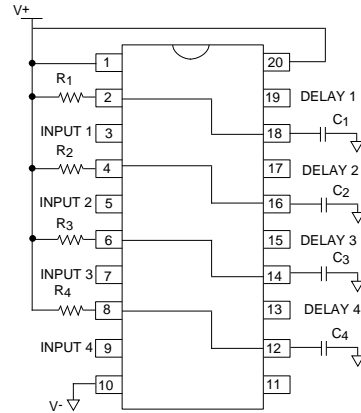 V+
1
20
R1
2
19
DELAY 1
INPUT 1
3
18
C1
R2
4
17
DELAY 2
INPUT 2
5
16
C2
R3
6
15
DELAY 3
INPUT 3
7
14
C3
R4
8
13
DELAY 4
INPUT 4
9
12
C4
V-
10
11